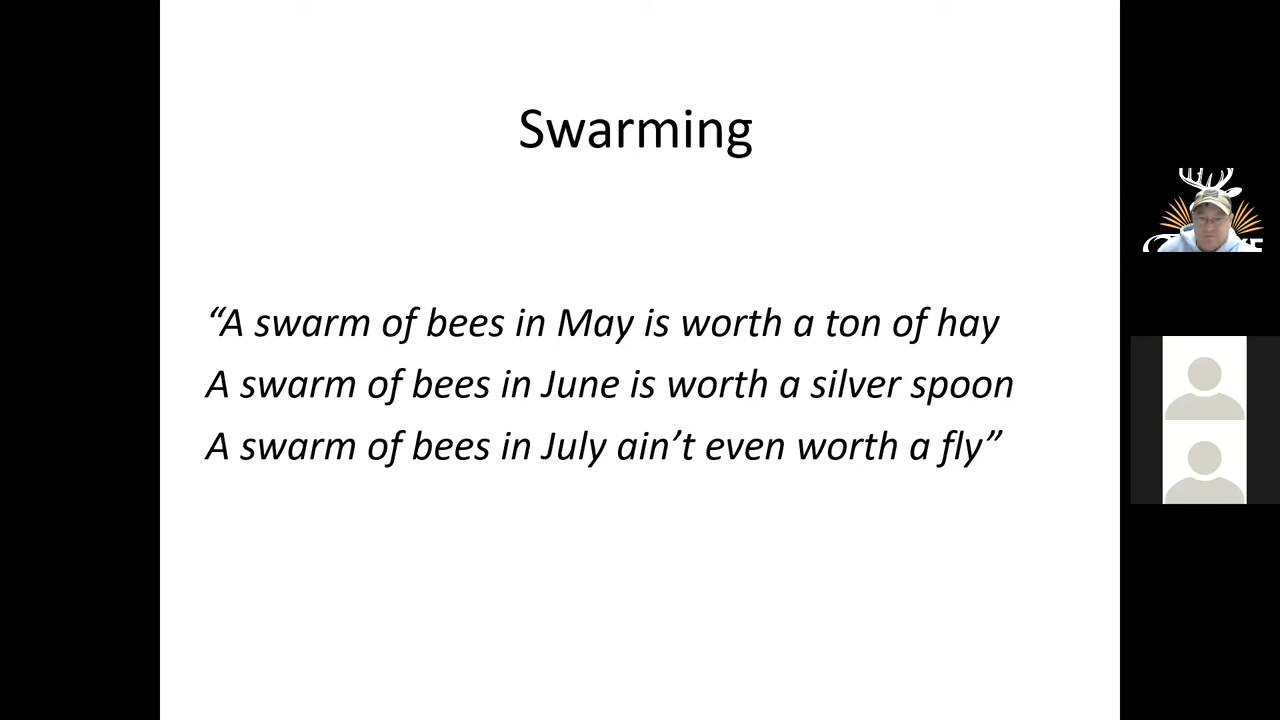 Swarming
“A swarm of bees in May is worth a ton of hay
A swarm of bees in June is worth a silver spoon
A swarm of bees in July ain’t even worth a fly”